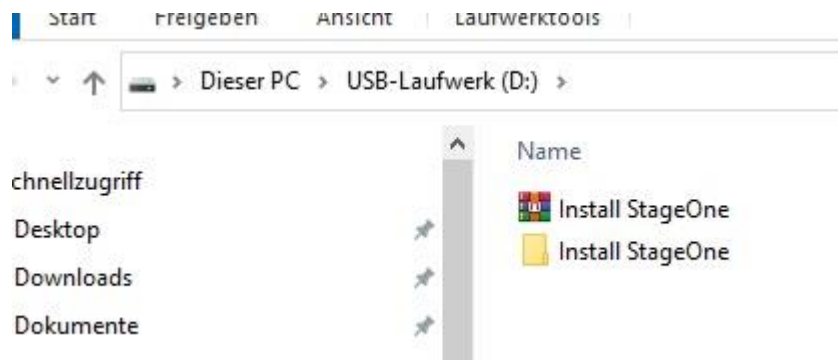 Start Freigeben Ansicht Laufwerktools
Dieser PC > USB-Laufwerk (D:) >
chnellzugriff
Desktop
Downloads
Dokumente
Name
Install StageOne
Install StageOne